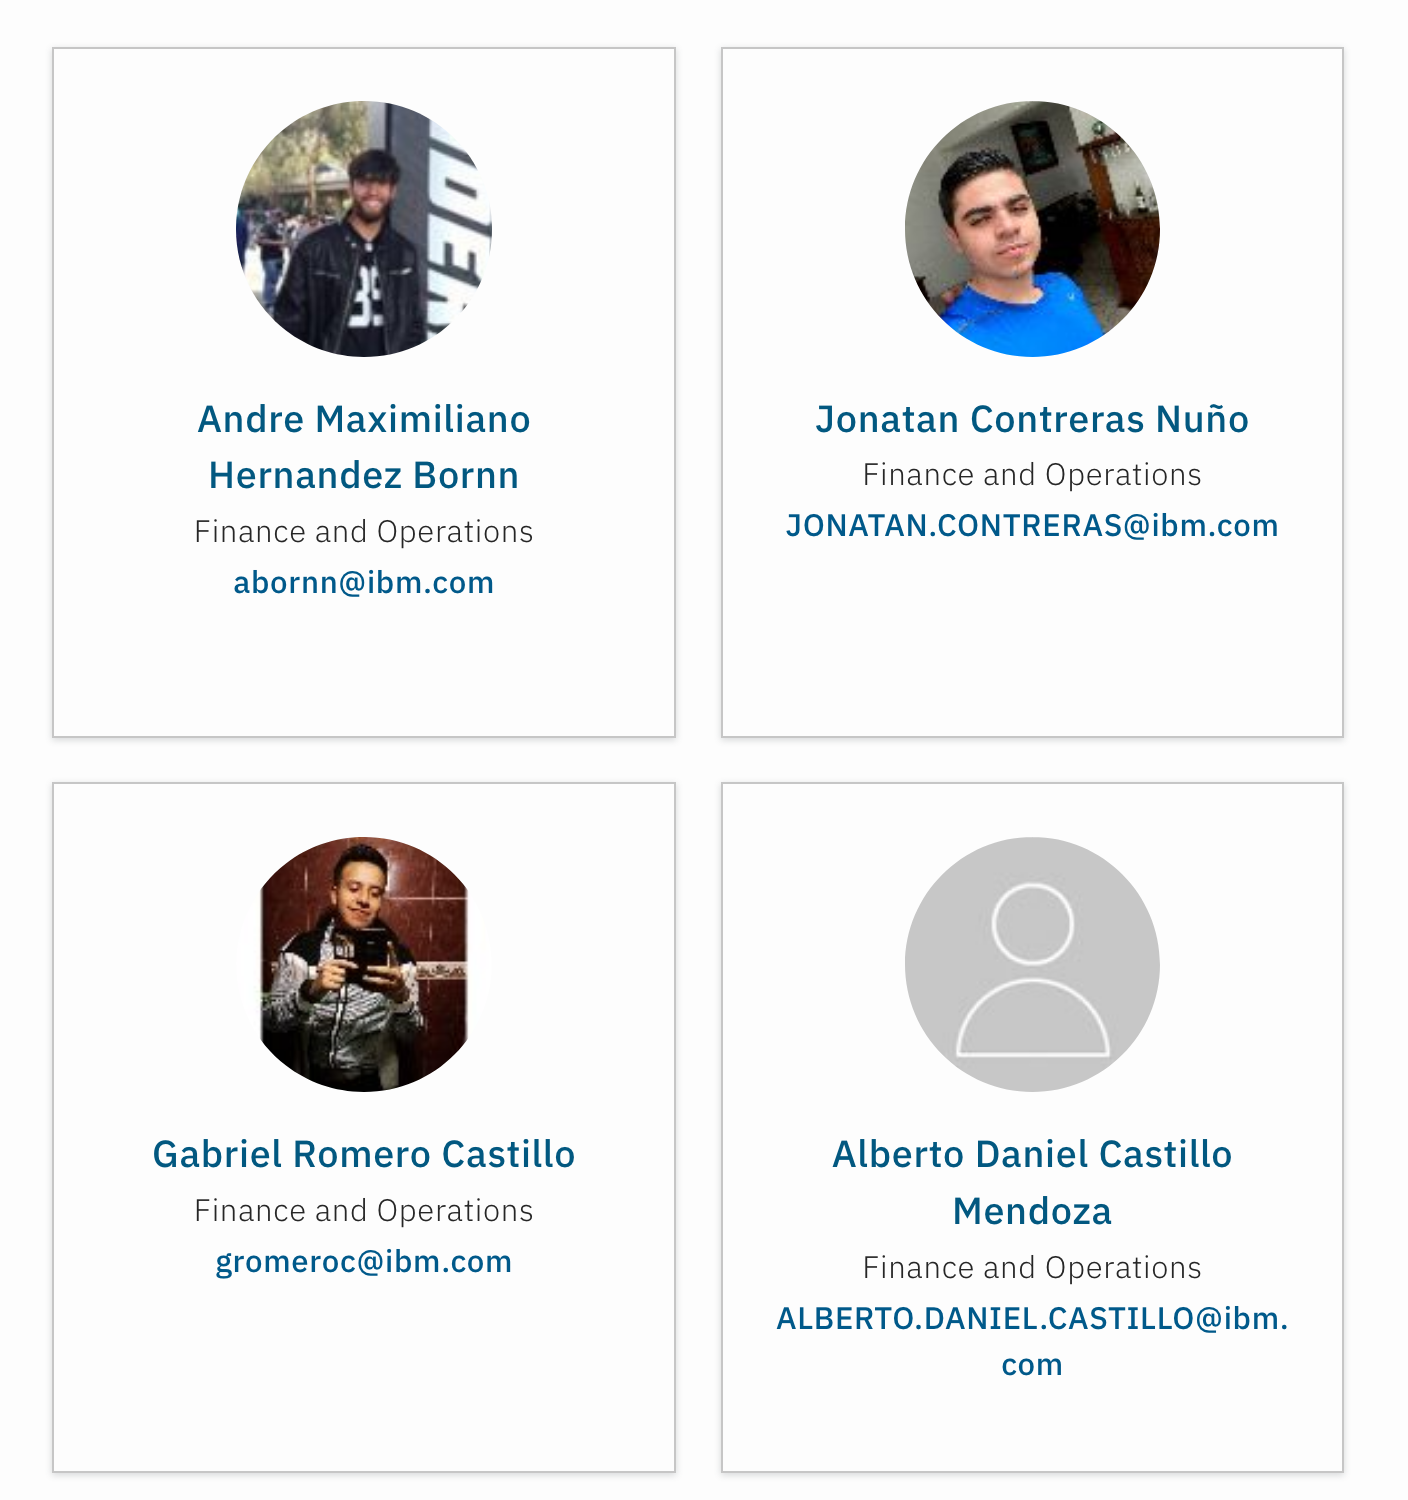 Andre Maximiliano
Hernandez Bornn
Finance and Operations
abornn@ibm.com
Jonatan Contreras Nuño
Finance and Operations
JONATAN.CONTRERAS@ibm.com
Gabriel Romero Castillo
Finance and Operations
gromeroc@ibm.com
Alberto Daniel Castillo
Mendoza
Finance and Operations
ALBERTO.DANIEL.CASTILLO@ibm.
com